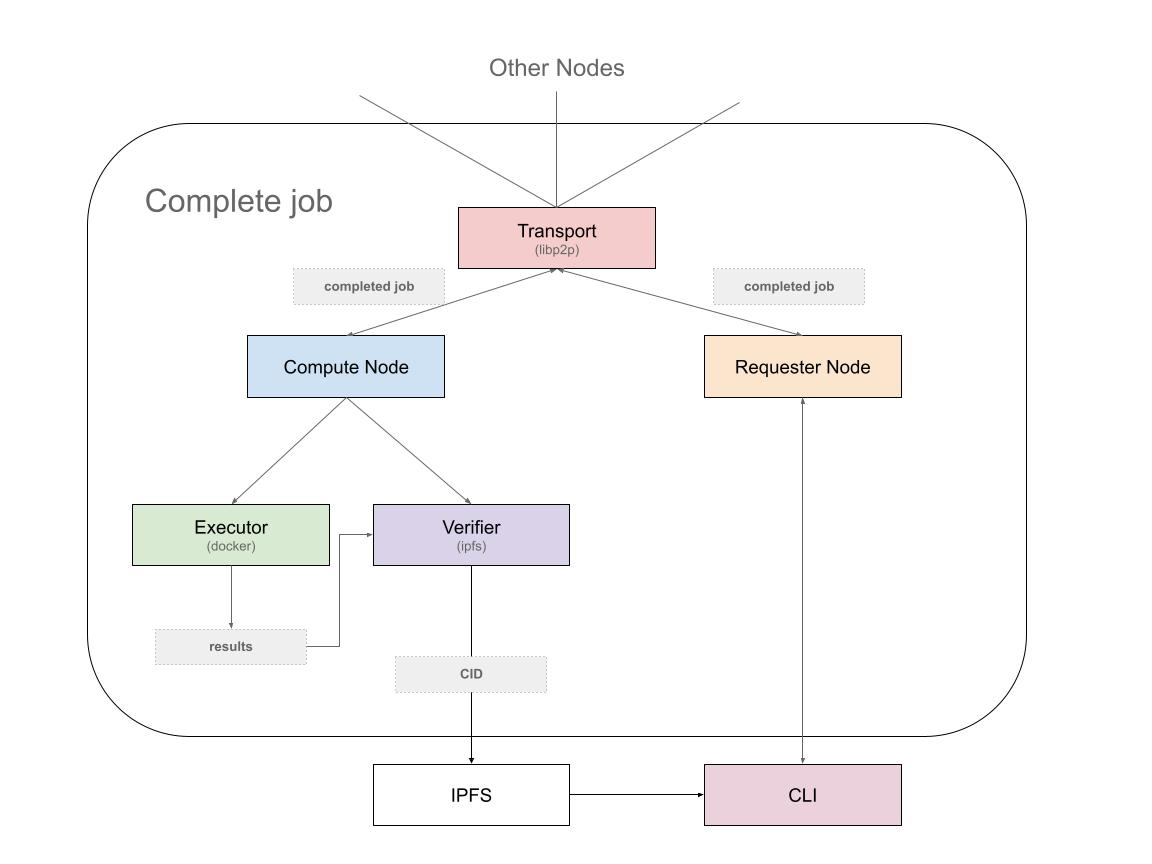 Other Nodes
Complete job
Transport
(libp2p)
completed job
completed job
Compute Node
Requester Node
Executor
(docker)
Verifier
(ipfs)
results
CID
IPFS
CLI